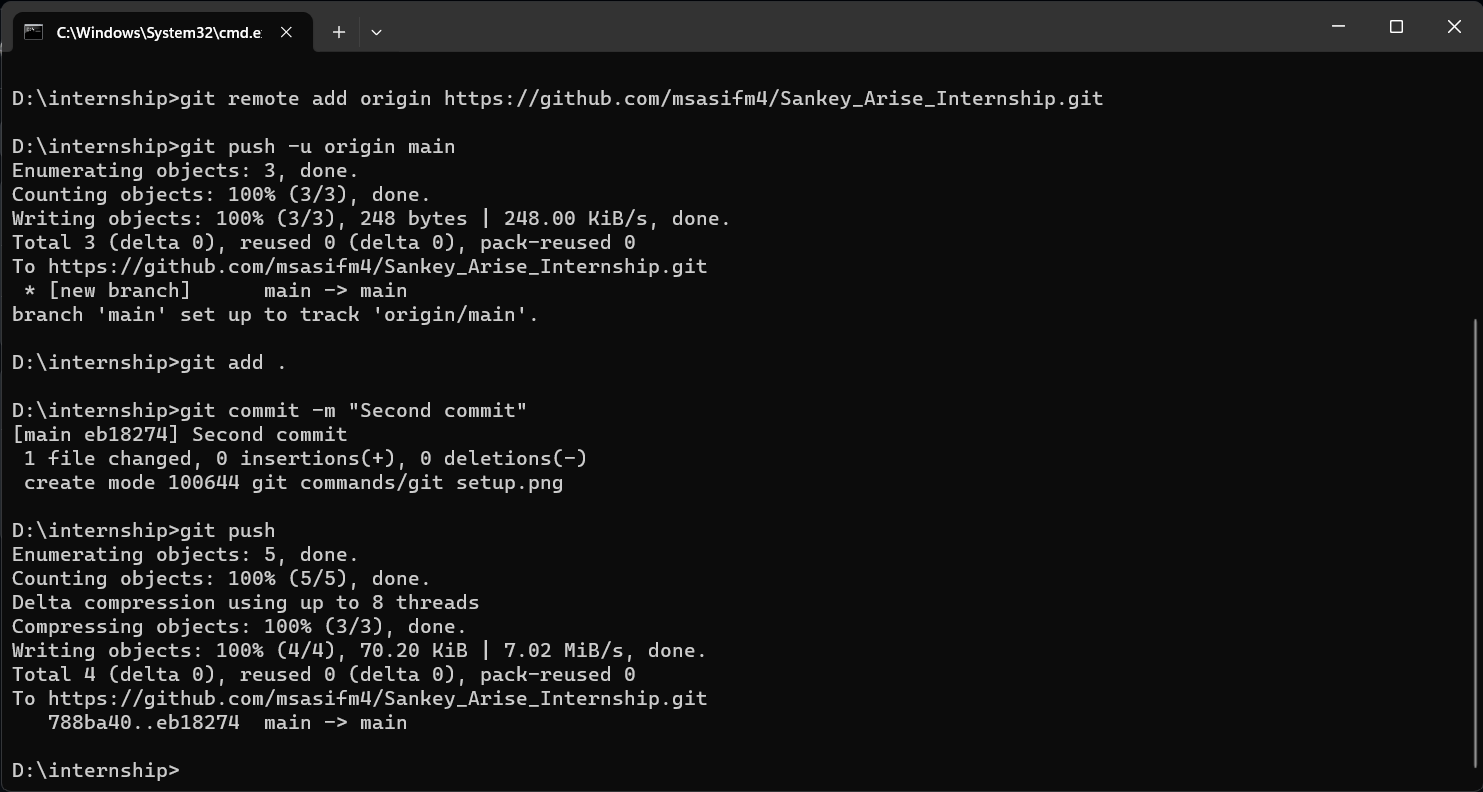 C:\Windows\System32\cmd.e
D:\internship>git remote add origin https://github.com/msasifm4/Sankey_Arise_Internship.git
D:\internship>git push -u origin main
Enumerating objects: 3, done.
Counting objects: 100% (3/3), done.
Writing objects: 100% (3/3), 248 bytes | 248.00 KiB/s, done.
Total 3 (delta 0), reused 0 (delta 0), pack-reused 0
To https://github.com/msasifm4/Sankey_Arise_Internship.git
 * [new branch]      main -> main
branch 'main' set up to track 'origin/main'.
D:\internship>git add .
D:\internship>git commit -m "Second commit"
[main eb18274] Second commit
 1 file changed, 0 insertions(+), 0 deletions(-)
 create mode 100644 git commands/git setup.png
D:\internship>git push
Enumerating objects: 5, done.
Counting objects: 100% (5/5), done.
Delta compression using up to 8 threads
Compressing objects: 100% (3/3), done.
Writing objects: 100% (4/4), 70.20 KiB | 7.02 MiB/s, done.
Total 4 (delta 0), reused 0 (delta 0), pack-reused 0
To https://github.com/msasifm4/Sankey_Arise_Internship.git
   788ba40..eb18274  main -> main
D:\internship>